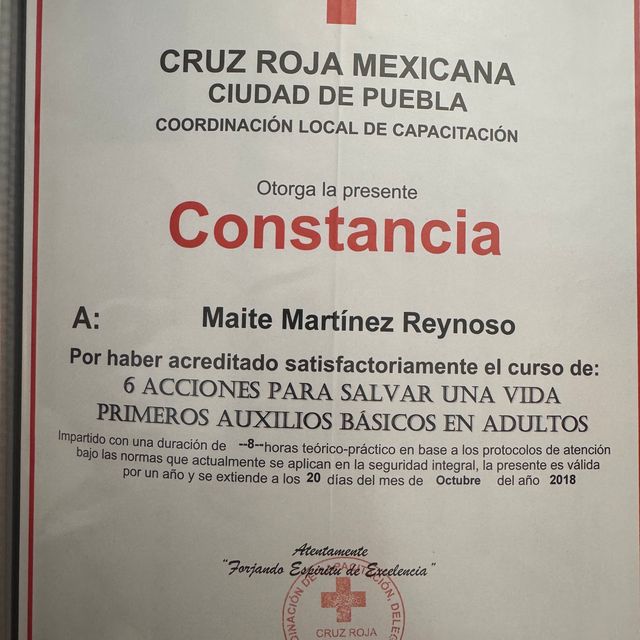 CRUZ ROJA MEXICANA
CIUDAD DE PUEBLA
COORDINACIÓN LOCAL DE CAPACITACIÓN
Otorga la presente
Constancia
A: Maite Martínez Reynoso
Por haber acreditado satisfactoriamente el curso de:
6 ACCIONES PARA SALVAR UNA VIDA
PRIMEROS AUXILIOS BÁSICOS EN ADULTOS
Impartido con una duración de --8-- horas teórico-práctico en base a los protocolos de atención
bajo las normas que actualmente se aplican en la seguridad integral, la presente es válida
por un año y se extiende a los 20 días del mes de Octubre del año 2018
Atentamente
"Forjando Espíritu de Excelencia"
DE CAPACITACIÓN,
CRUZ ROJA